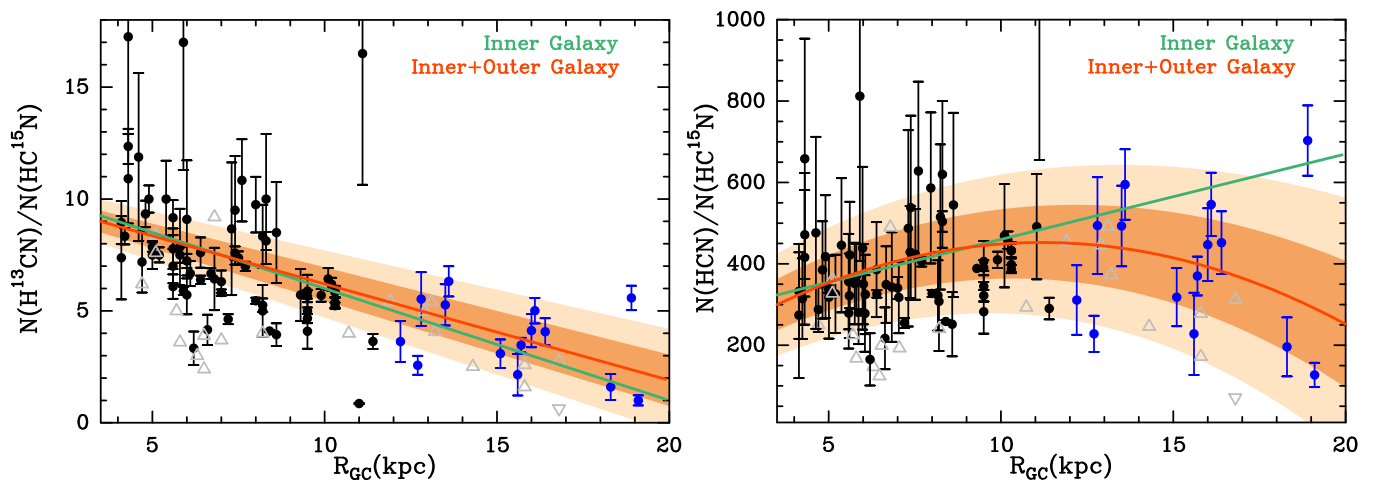 Inner Galaxy
Inner+Outer Galaxy
N(H¹³CN)/N(HC¹⁵N)
15
10
5
0
5
10
15
20
R_GC(kpc)
Inner Galaxy
Inner+Outer Galaxy
N(HCN)/N(HC¹⁵N)
1000
800
600
400
200
5
10
15
20
R_GC(kpc)